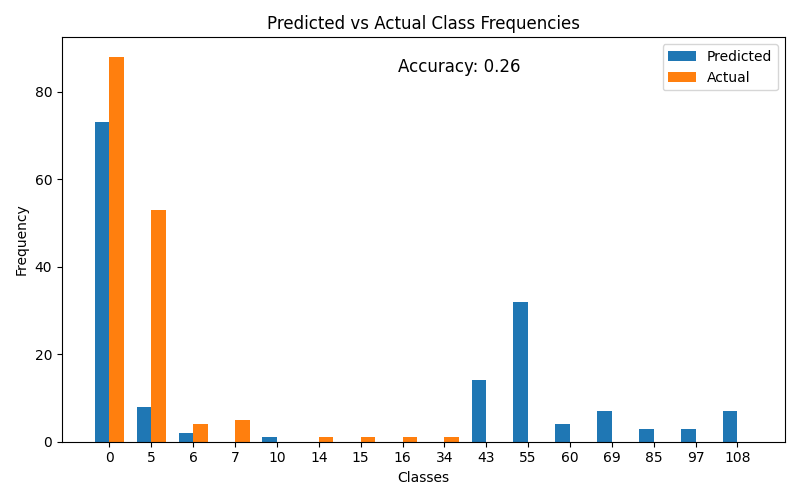 Predicted vs Actual Class Frequencies
Accuracy: 0.26
Predicted
Actual
Frequency
80
60
40
20
0
0 5 6 7 10 14 15 16 34 43 55 60 69 85 97 108
Classes